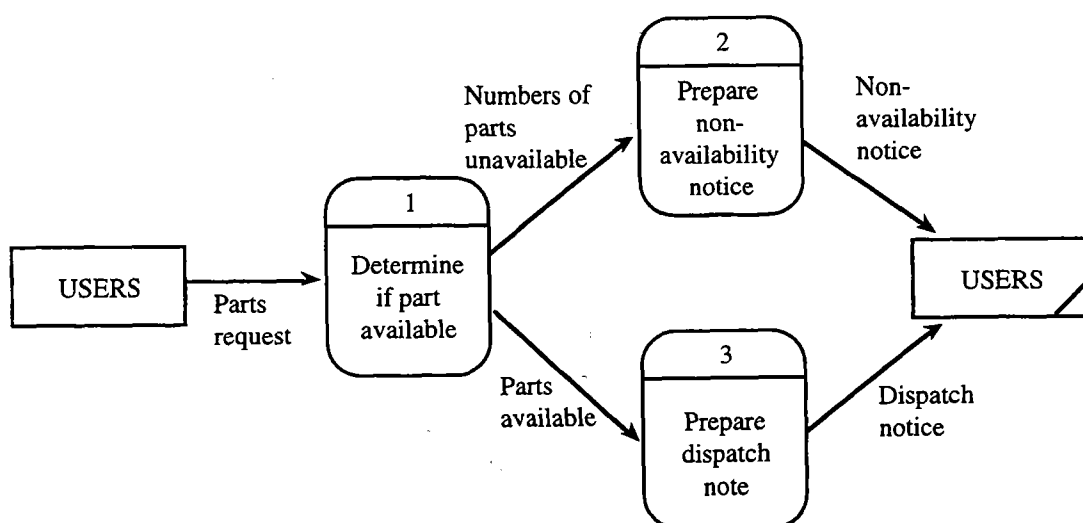 USERS
Parts
request
1
Determine
if part
available
Numbers of
parts
unavailable
2
Prepare
non-
availability
notice
Non-
availability
notice
USERS
Parts
available
3
Prepare
dispatch
note
Dispatch
notice